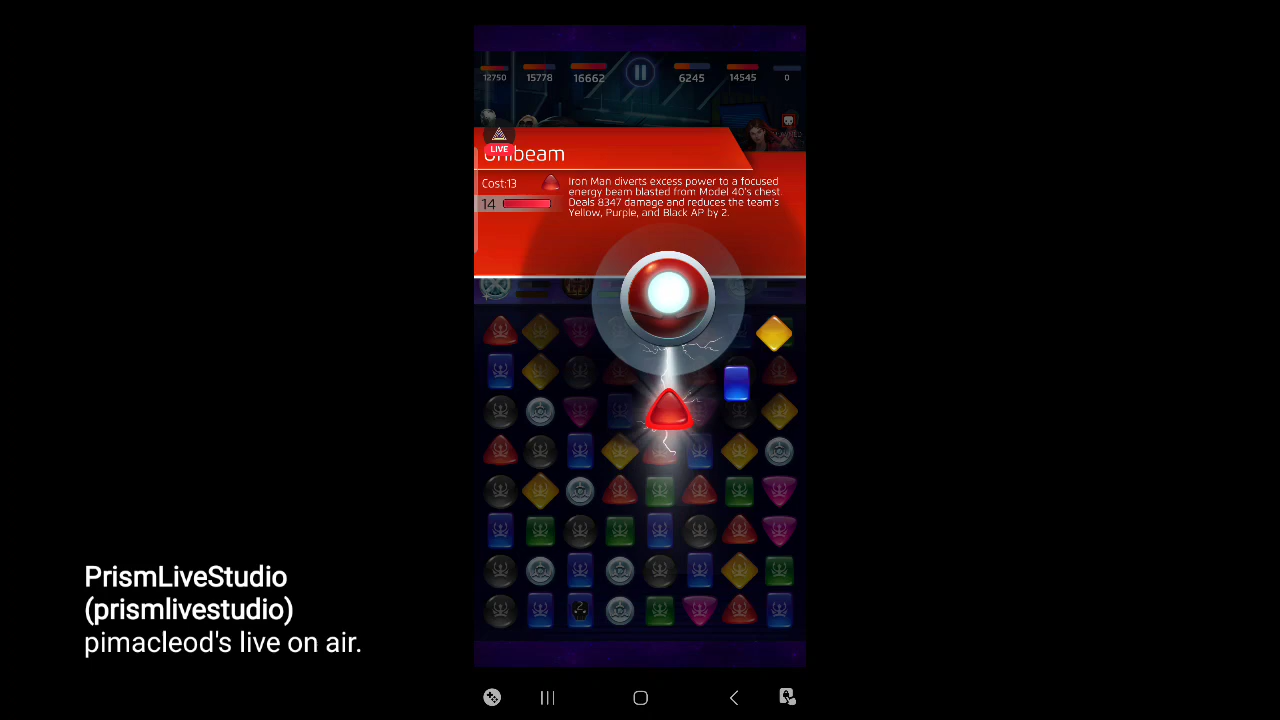 12750 15778 16662 6245 14545 0
LIVE
Unibeam
Cost:13
14
Iron Man diverts excess power to a focused
energy beam blasted from Model 40's chest.
Deals 8347 damage and reduces the team's
Yellow, Purple, and Black AP by 2.
PrismLiveStudio
(prismlivestudio)
pimacleod's live on air.